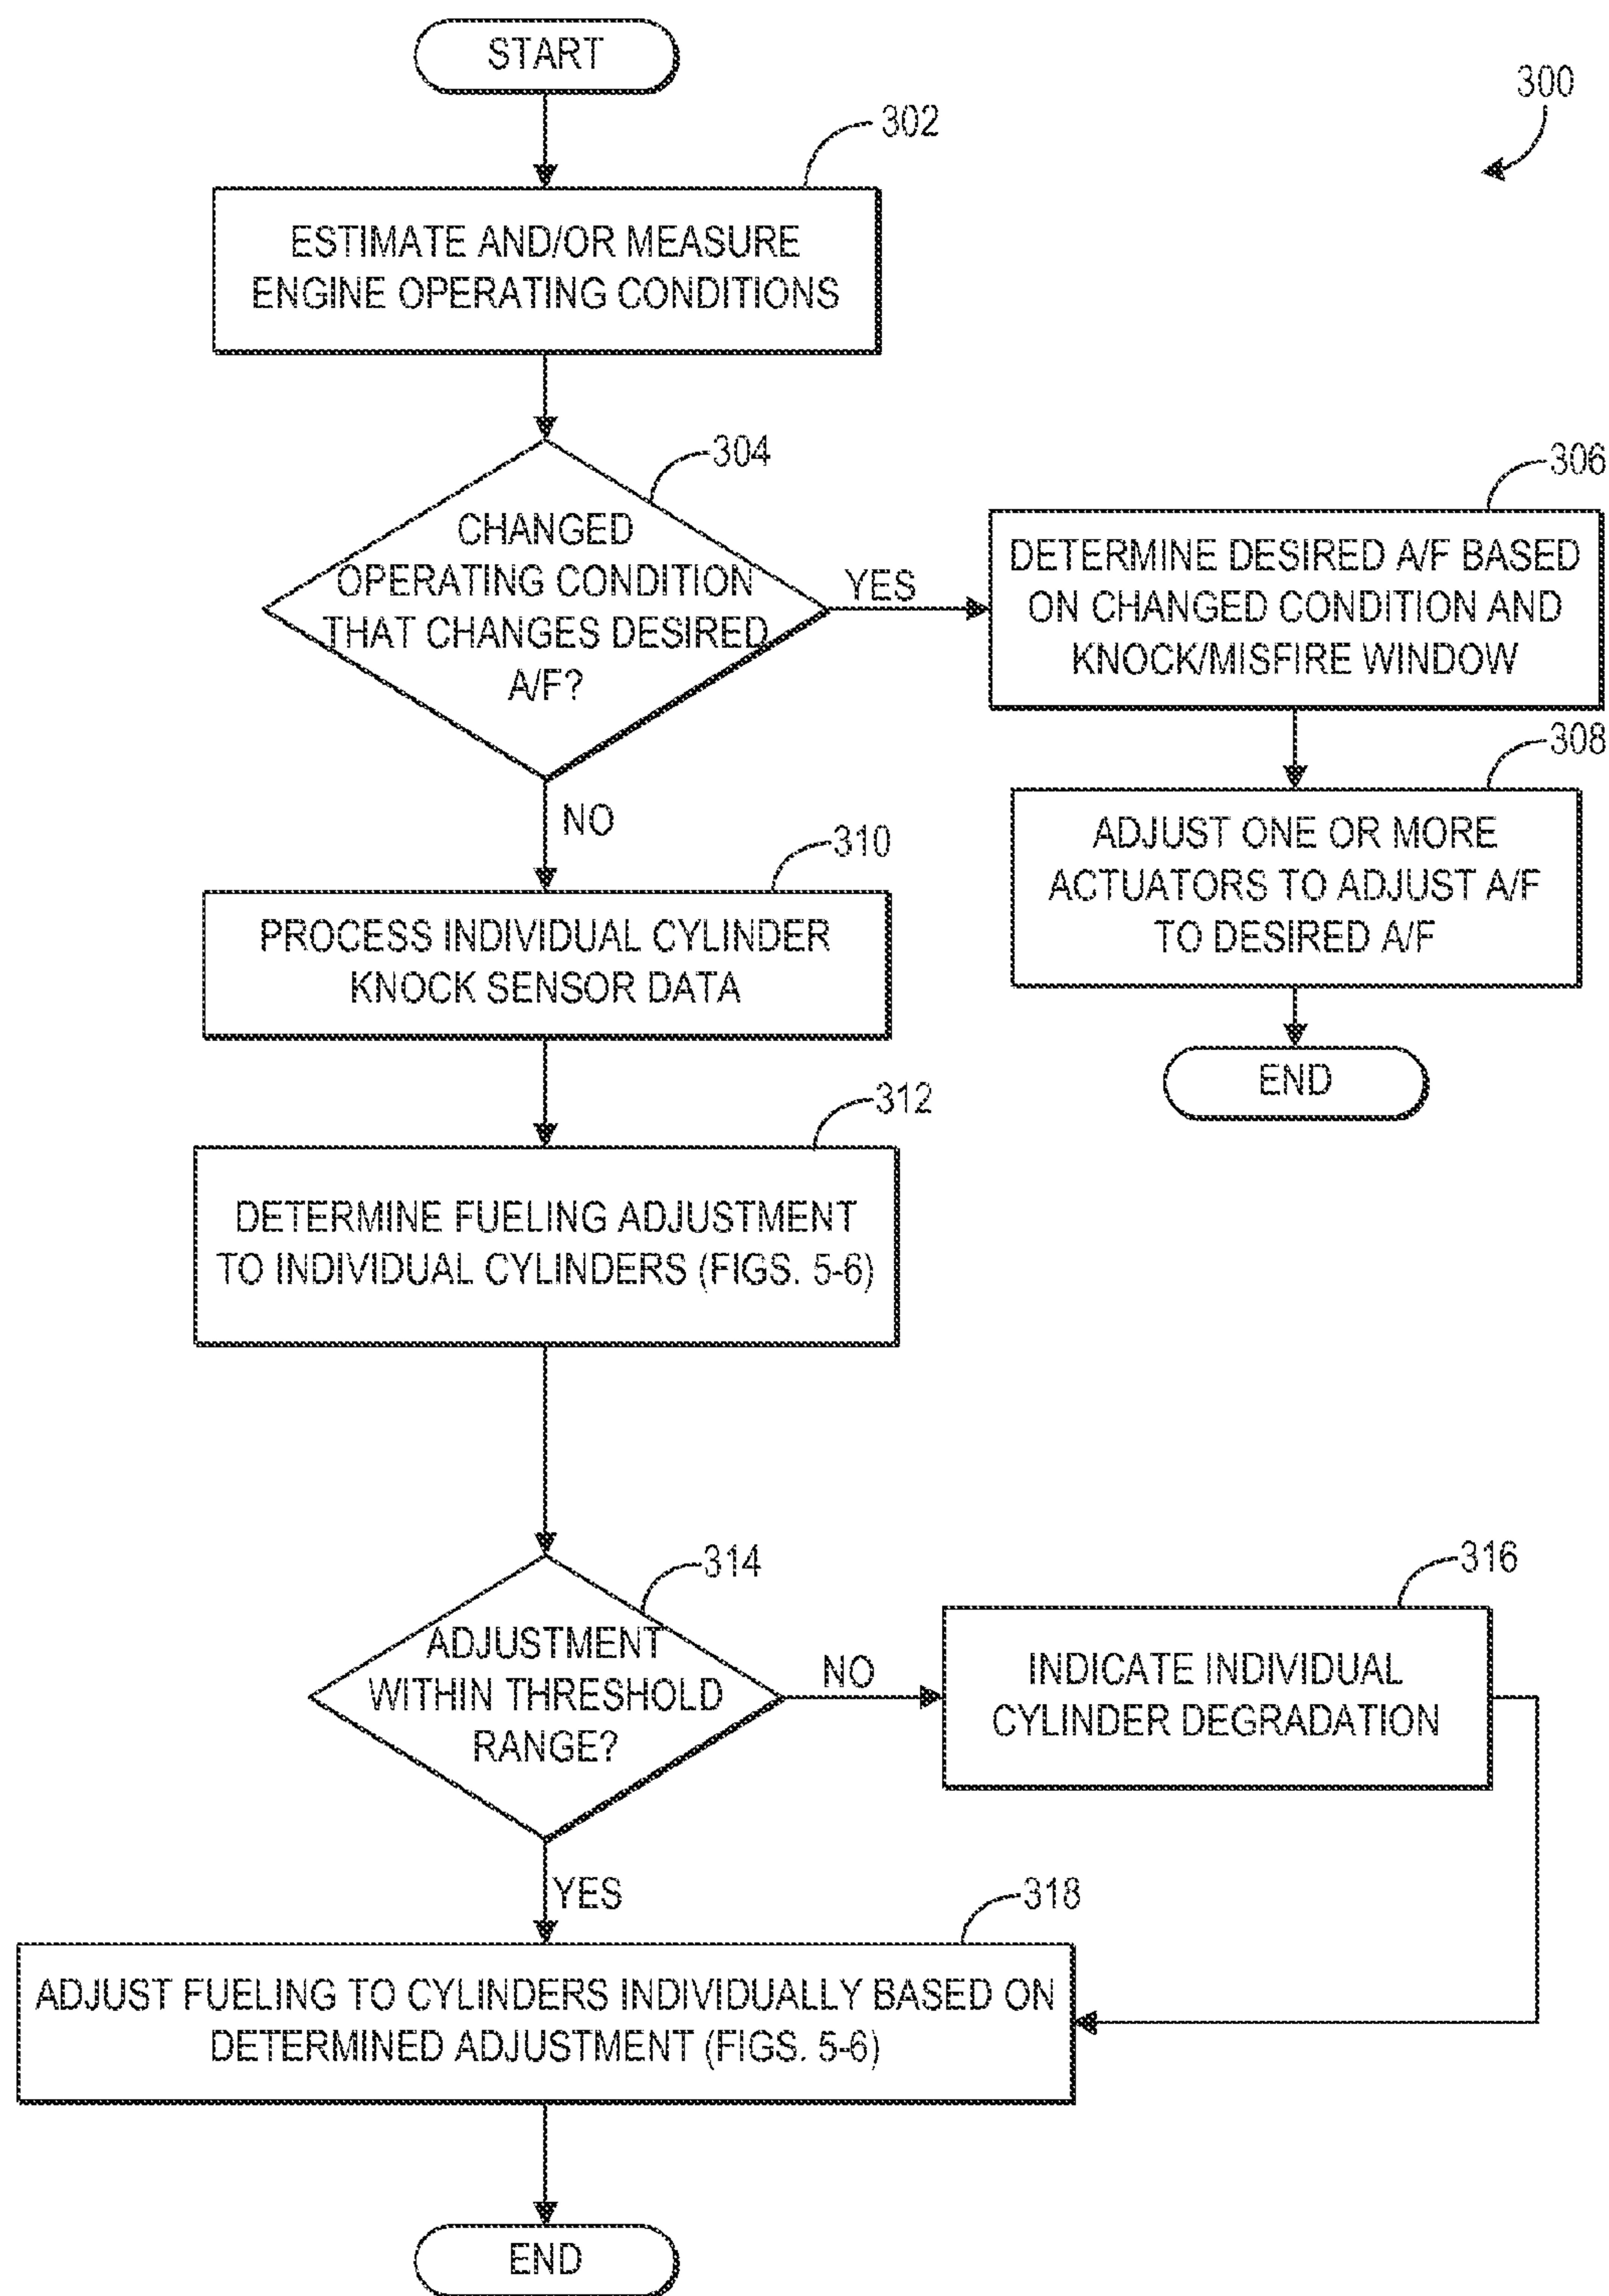 START
300
302
ESTIMATE AND/OR MEASURE
ENGINE OPERATING CONDITIONS
304
CHANGED
OPERATING CONDITION
THAT CHANGES DESIRED
A/F?
YES
306
DETERMINE DESIRED A/F BASED
ON CHANGED CONDITION AND
KNOCK/MISFIRE WINDOW
308
ADJUST ONE OR MORE
ACTUATORS TO ADJUST A/F
TO DESIRED A/F
END
NO
310
PROCESS INDIVIDUAL CYLINDER
KNOCK SENSOR DATA
312
DETERMINE FUELING ADJUSTMENT
TO INDIVIDUAL CYLINDERS (FIGS. 5-6)
314
ADJUSTMENT
WITHIN THRESHOLD
RANGE?
NO
316
INDICATE INDIVIDUAL
CYLINDER DEGRADATION
YES
318
ADJUST FUELING TO CYLINDERS INDIVIDUALLY BASED ON
DETERMINED ADJUSTMENT (FIGS. 5-6)
END